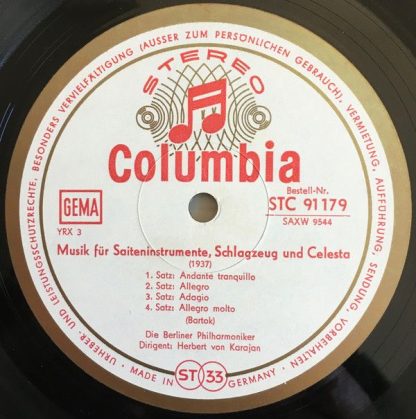 URHEBER- UND LEISTUNGSSCHUTZRECHTE, BESONDERS VERVIELFÄLTIGUNG (AUSSER ZUM PERSÖNLICHEN GEBRAUCH), VERMIETUNG, AUFFÜHRUNG, SENDUNG VORBEHALTEN
STEREO
Columbia
GEMA
YRX 3
Bestell-Nr.
STC 91179
SAXW 9544
Musik für Saiteninstrumente, Schlagzeug und Celesta
(1937)
1. Satz: Andante tranquillo
2. Satz: Allegro
3. Satz: Adagio
4. Satz: Allegro molto
(Bartok)
Die Berliner Philharmoniker
Dirigent: Herbert von Karajan
MADE IN ST 33 GERMANY